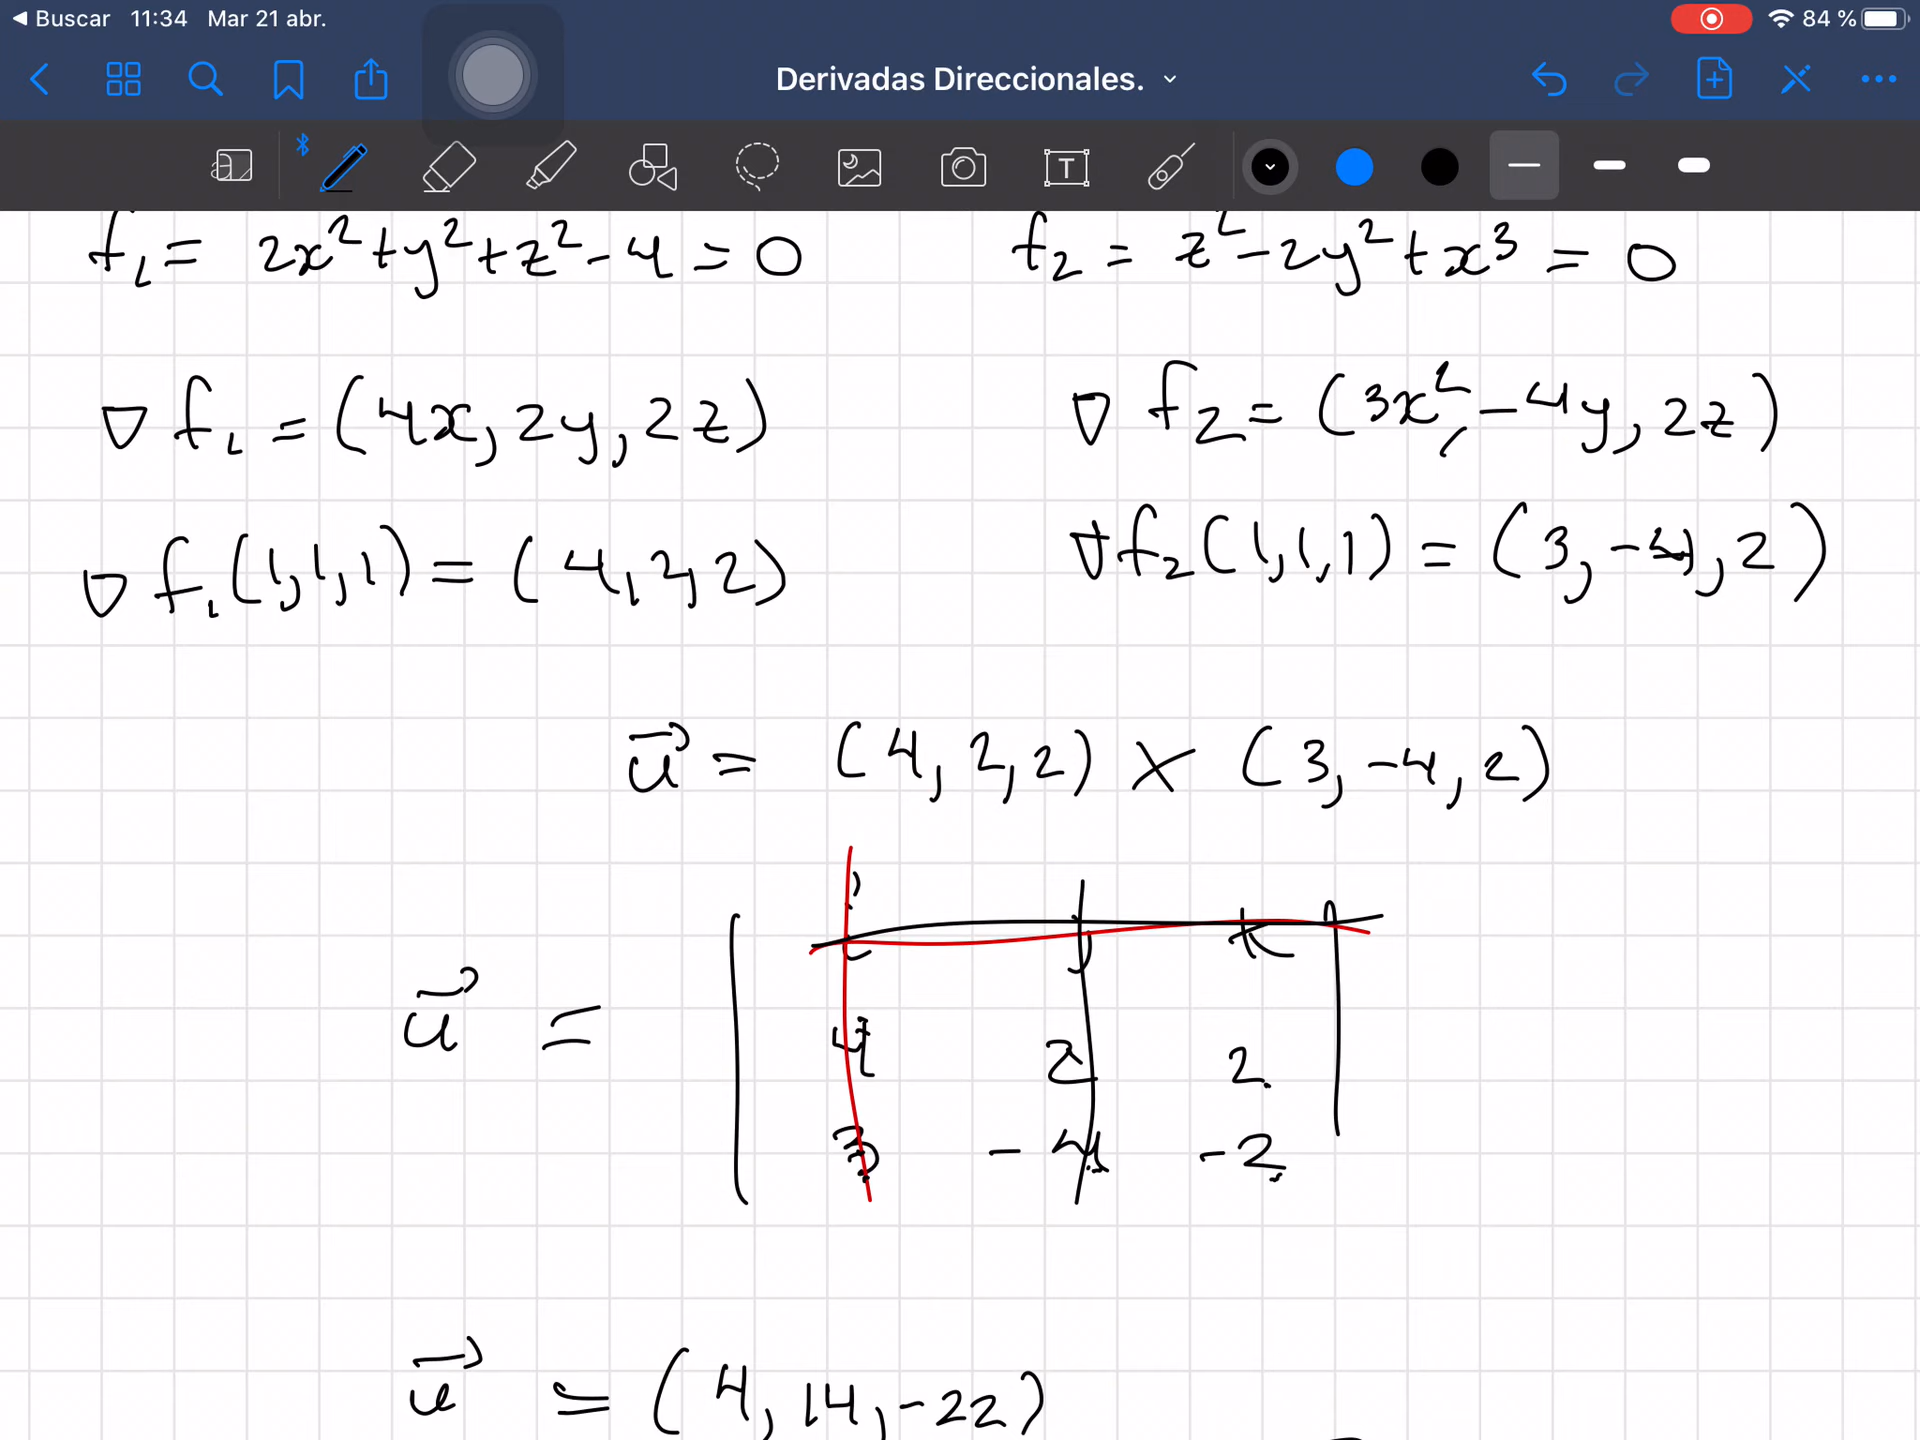 Buscar 11:34 Mar 21 abr. 84 %
Derivadas Direccionales.
f₁ = 2x² + y² + z² - 4 = 0
f₂ = z² - 2y² + x³ = 0
∇f₁ = (4x, 2y, 2z)
∇f₂ = (3x², -4y, 2z)
∇f₁(1,1,1) = (4,2,2)
∇f₂(1,1,1) = (3,-4,2)
u⃗ = (4,2,2) × (3,-4,2)
i j k
u⃗ =
4 2 2
3 -4 -2
u⃗ = (4,14,-22)